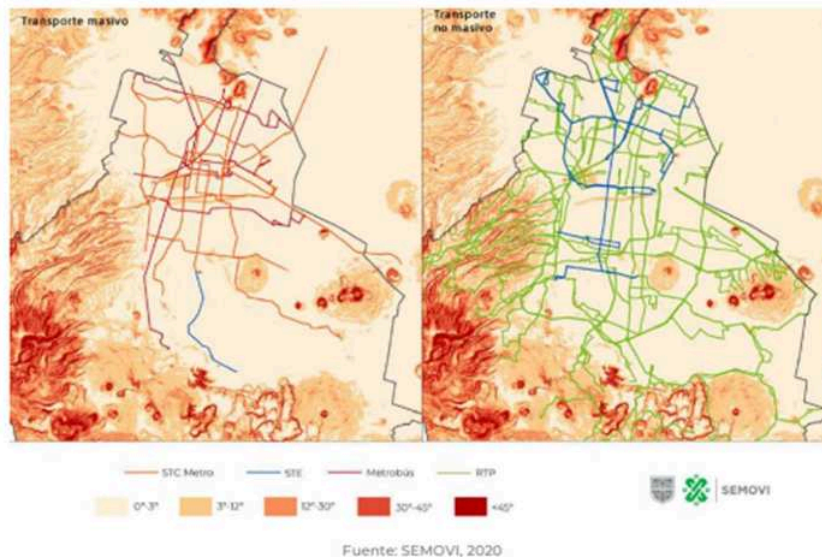 Transporte masivo
Transporte
no masivo
STC Metro
STE
Metrobús
RTP
0°-3°
3°-12°
12°-30°
30°-45°
<45°
SEMOVI
Fuente: SEMOVI, 2020